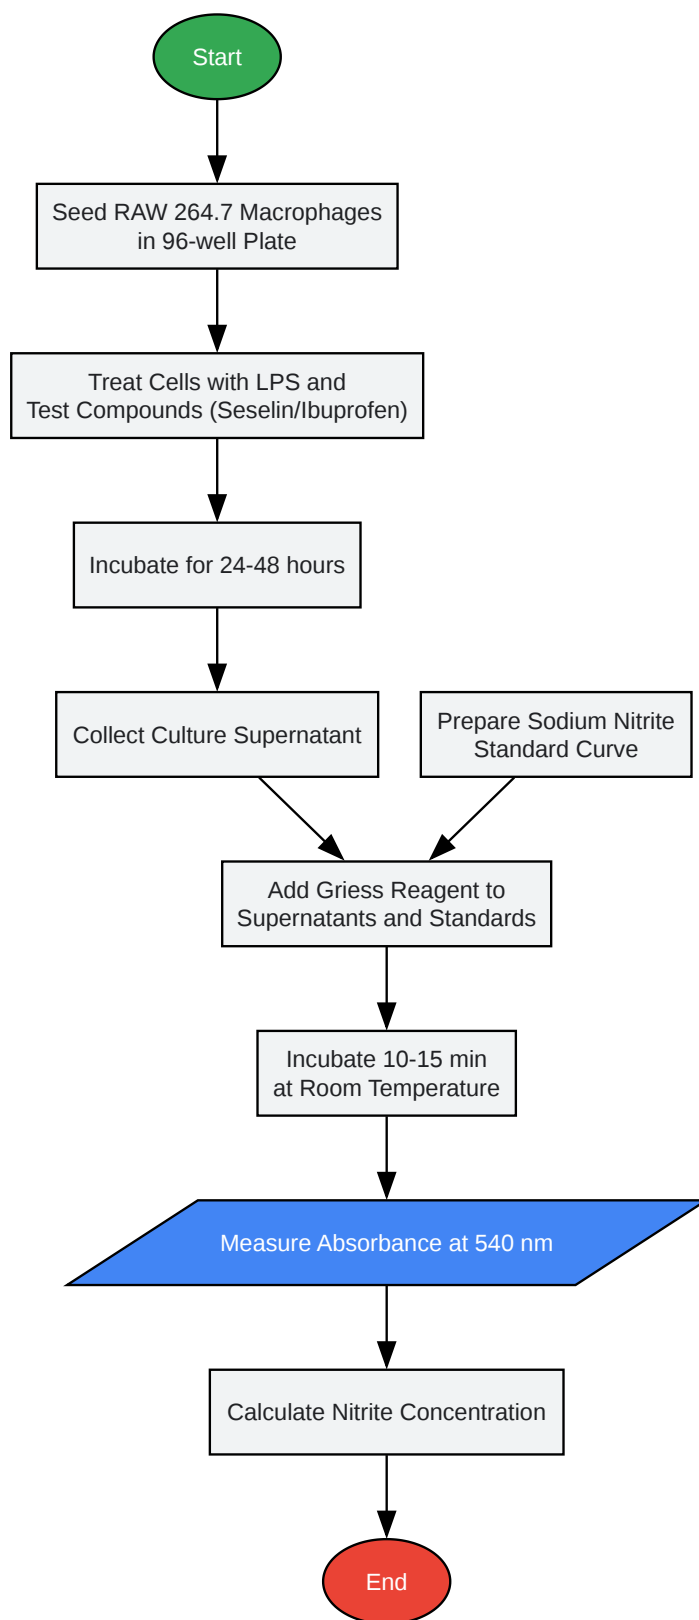 Start
Seed RAW 264.7 Macrophages
in 96-well Plate
Treat Cells with LPS and
Test Compounds (Seselin/Ibuprofen)
Incubate for 24-48 hours
Collect Culture Supernatant
Prepare Sodium Nitrite
Standard Curve
Add Griess Reagent to
Supernatants and Standards
Incubate 10-15 min
at Room Temperature
Measure Absorbance at 540 nm
Calculate Nitrite Concentration
End